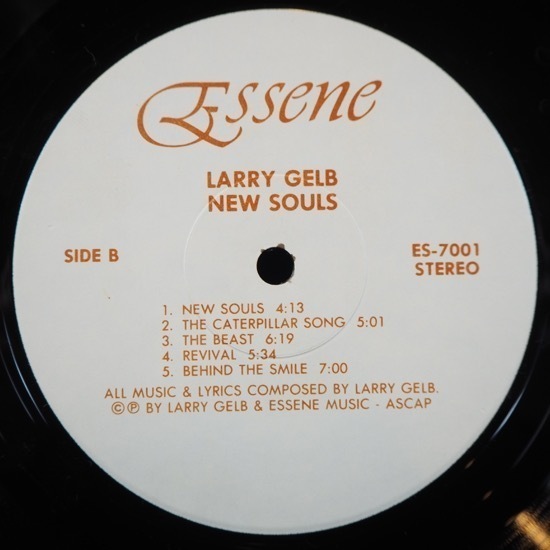 Essene
LARRY GELB
NEW SOULS
SIDE B
ES-7001
STEREO
1. NEW SOULS 4:13
2. THE CATERPILLAR SONG 5:01
3. THE BEAST 6:19
4. REVIVAL 5:34
5. BEHIND THE SMILE 7:00
ALL MUSIC & LYRICS COMPOSED BY LARRY GELB.
©℗ BY LARRY GELB & ESSENE MUSIC - ASCAP